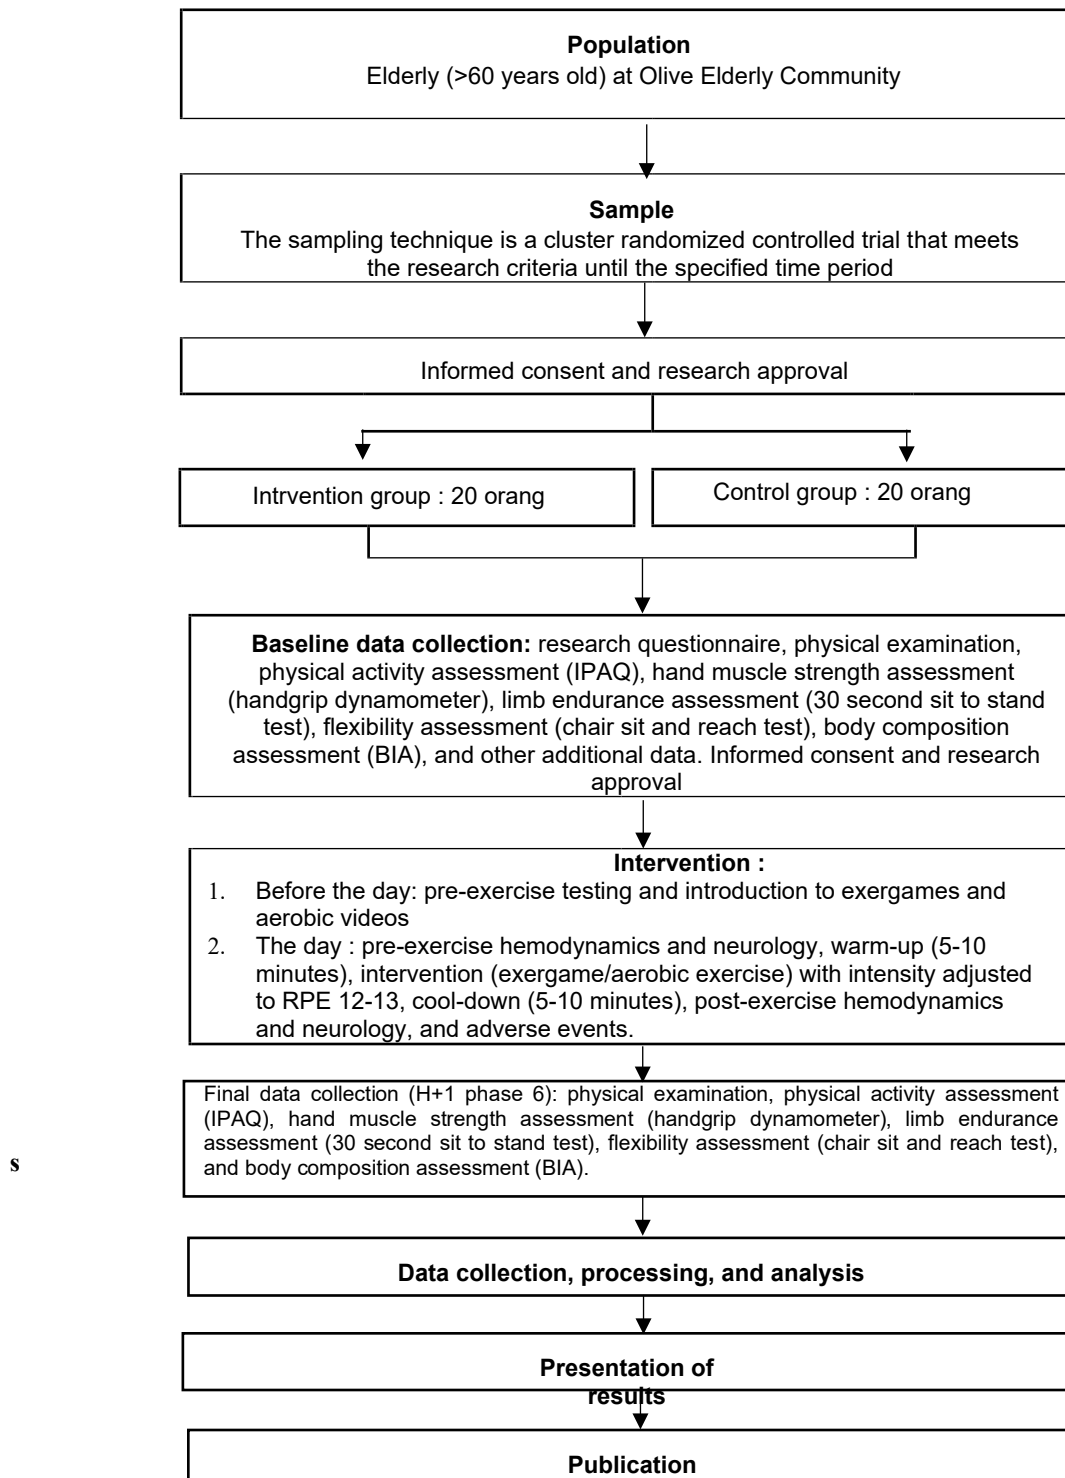 Population
Elderly (>60 years old) at Olive Elderly Community
Sample
The sampling technique is a cluster randomized controlled trial that meets
the research criteria until the specified time period
Informed consent and research approval
Intrvention group : 20 orang
Control group : 20 orang
Baseline data collection: research questionnaire, physical examination,
physical activity assessment (IPAQ), hand muscle strength assessment
(handgrip dynamometer), limb endurance assessment (30 second sit to stand
test), flexibility assessment (chair sit and reach test), body composition
assessment (BIA), and other additional data. Informed consent and research
approval
Intervention :
1. Before the day: pre-exercise testing and introduction to exergames and
aerobic videos
2. The day : pre-exercise hemodynamics and neurology, warm-up (5-10
minutes), intervention (exergame/aerobic exercise) with intensity adjusted
to RPE 12-13, cool-down (5-10 minutes), post-exercise hemodynamics
and neurology, and adverse events.
Final data collection (H+1 phase 6): physical examination, physical activity assessment
(IPAQ), hand muscle strength assessment (handgrip dynamometer), limb endurance
assessment (30 second sit to stand test), flexibility assessment (chair sit and reach test),
and body composition assessment (BIA).
s
Data collection, processing, and analysis
Presentation of
results
Publication